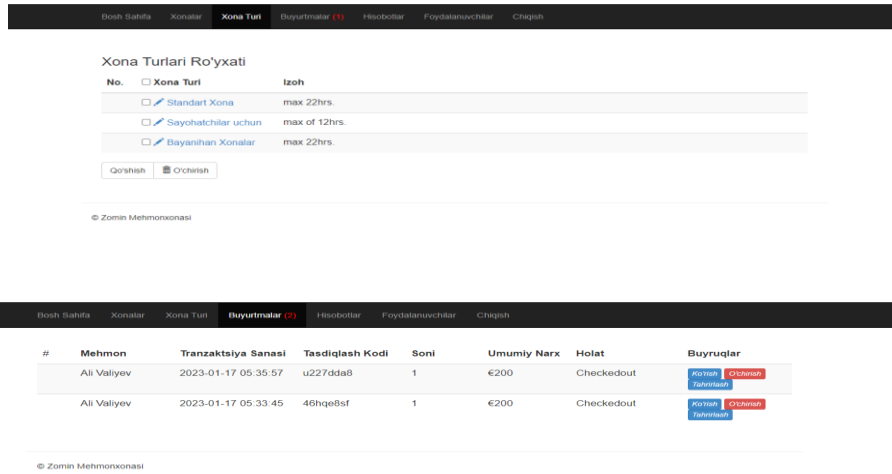 Bosh Sahifa Xonalar Xona Turi Buyurtmalar (1) Hisobotlar Foydalanuvchilar Chiqish
Xona Turlari Ro'yxati
No. Xona Turi Izoh
Standart Xona max 22hrs.
Sayohatchilar uchun max of 12hrs.
Bayanihan Xonalar max 22hrs.
Qo'shish O'chirish
© Zomin Mehmonxonasi
Bosh Sahifa Xonalar Xona Turi Buyurtmalar (2) Hisobotlar Foydalanuvchilar Chiqish
# Mehmon Tranzaktsiya Sanasi Tasdiqlash Kodi Soni Umumiy Narx Holat Buyruqlar
Ali Valiyev 2023-01-17 05:35:57 u227dda8 1 €200 Checkedout Ko'rish O'chirish
Tahrirlash
Ali Valiyev 2023-01-17 05:33:45 46hqe8sf 1 €200 Checkedout Ko'rish O'chirish
Tahrirlash
© Zomin Mehmonxonasi